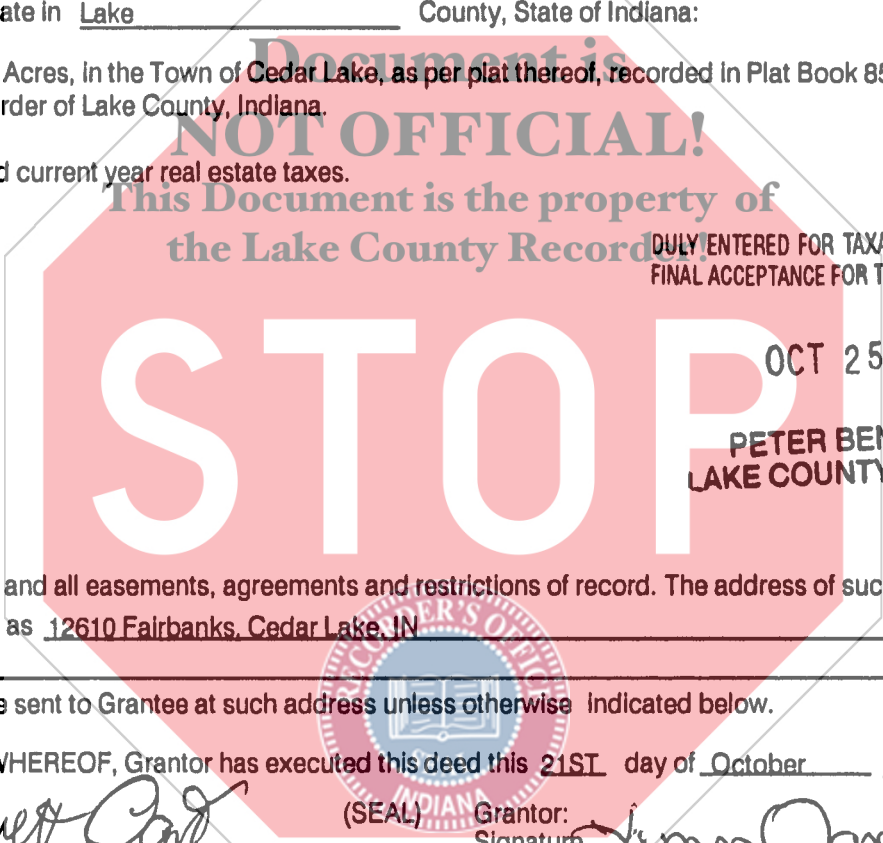 ate in Lake County, State of Indiana:
Document is
Acres, in the Town of Cedar Lake, as per plat thereof, recorded in Plat Book 85
rder of Lake County, Indiana.
NOT OFFICIAL!
d current year real estate taxes.
This Document is the property of
the Lake County Recorder!
DULY ENTERED FOR TAXA
FINAL ACCEPTANCE FOR T
STOP
OCT 25
PETER BEN
LAKE COUNTY
and all easements, agreements and restrictions of record. The address of suc
as 12610 Fairbanks, Cedar Lake, IN
RECORDER'S OFFICE
e sent to Grantee at such address unless otherwise indicated below.
WHEREOF, Grantor has executed this deed this 21ST day of October
INDIANA
(SEAL) Grantor:
Signature